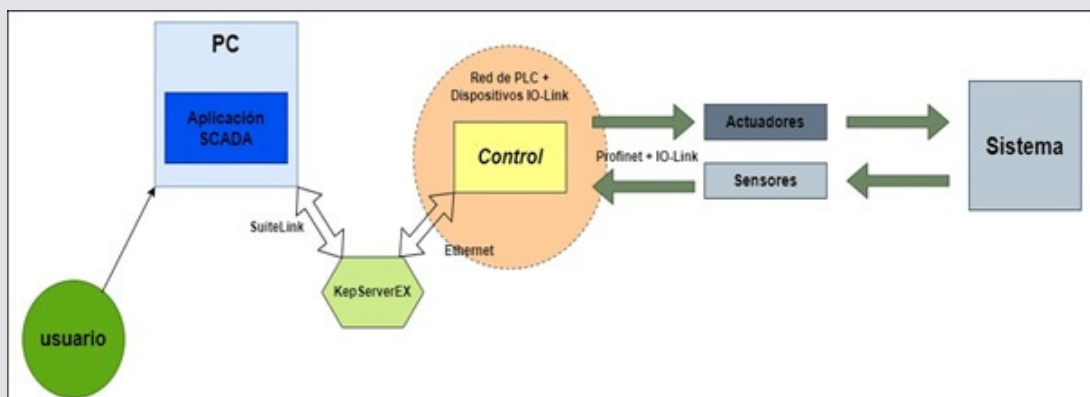 PC
Aplicación
SCADA
usuario
SuiteLink
KepServerEX
Ethernet
Red de PLC +
Dispositivos IO-Link
Control
Profinet + IO-Link
Actuadores
Sensores
Sistema